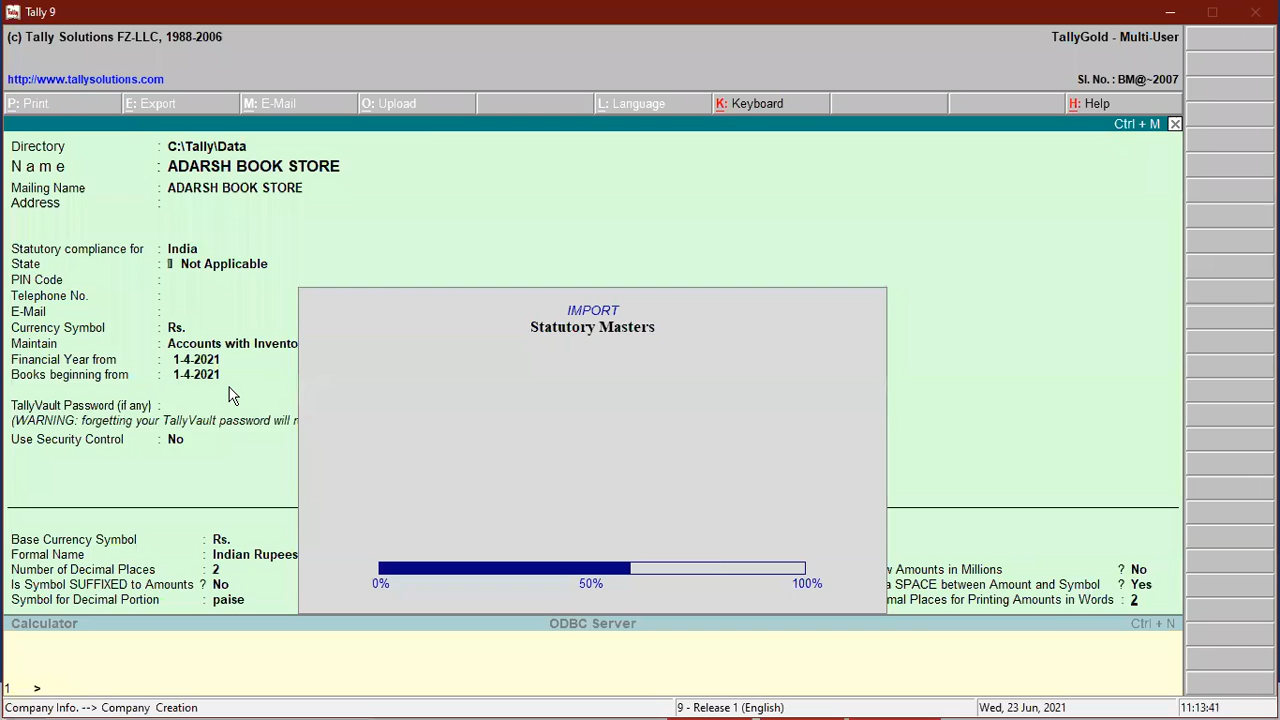 Tally 9
(c) Tally Solutions FZ-LLC, 1988-2006
TallyGold - Multi-User
http://www.tallysolutions.com
Sl. No. : BM@~2007
P: Print E: Export M: E-Mail O: Upload L: Language K: Keyboard H: Help
Ctrl + M
Directory : C:\Tally\Data
N a m e : ADARSH BOOK STORE
Mailing Name : ADARSH BOOK STORE
Address :
Statutory compliance for : India
State : Not Applicable
PIN Code :
Telephone No. :
E-Mail :
Currency Symbol : Rs.
Maintain : Accounts with Invento
Financial Year from : 1-4-2021
Books beginning from : 1-4-2021
TallyVault Password (if any) :
(WARNING: forgetting your TallyVault password will r
Use Security Control : No
IMPORT
Statutory Masters
0% 50% 100%
Base Currency Symbol : Rs.
Formal Name : Indian Rupees
Number of Decimal Places : 2
Is Symbol SUFFIXED to Amounts ? No
Symbol for Decimal Portion : paise
w Amounts in Millions ? No
a SPACE between Amount and Symbol ? Yes
mal Places for Printing Amounts in Words : 2
Calculator ODBC Server Ctrl + N
1 >
Company Info. --> Company Creation
9 - Release 1 (English)
Wed, 23 Jun, 2021
11:13:41